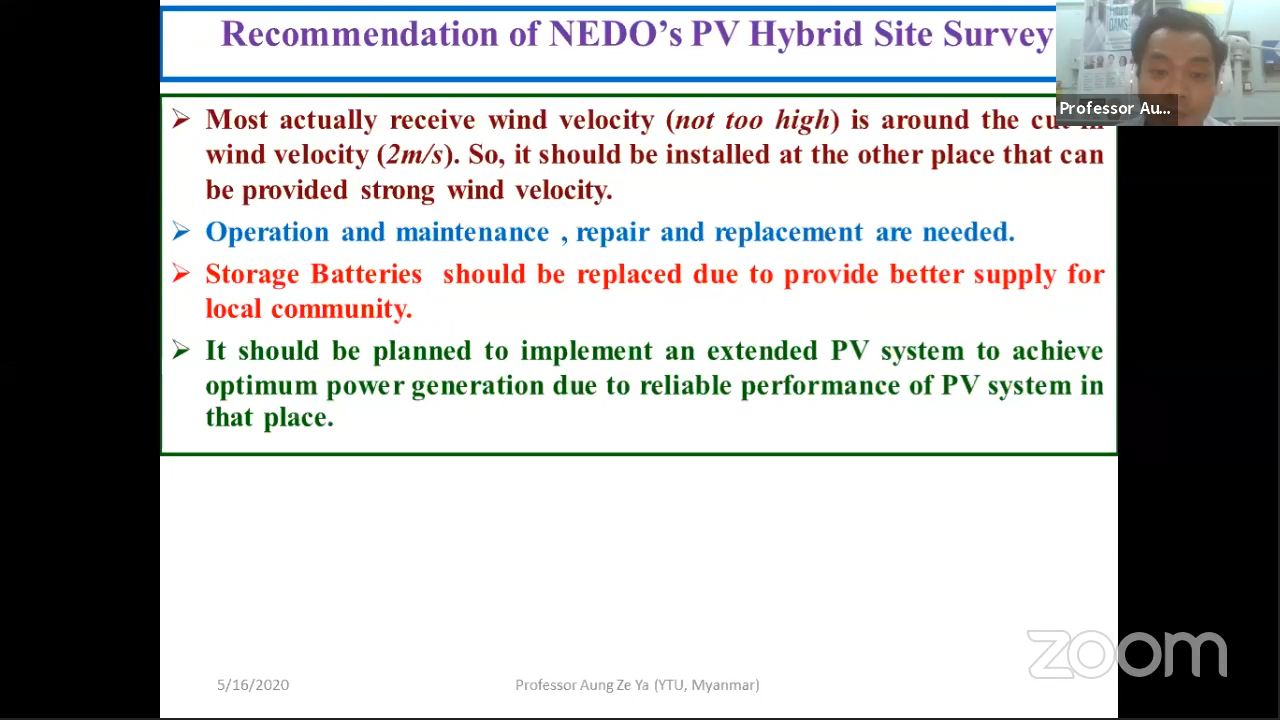 Recommendation of NEDO’s PV Hybrid Site Survey
➢ Most actually receive wind velocity (not too high) is around the cut in
wind velocity (2m/s). So, it should be installed at the other place that can
be provided strong wind velocity.
➢ Operation and maintenance , repair and replacement are needed.
➢ Storage Batteries should be replaced due to provide better supply for
local community.
➢ It should be planned to implement an extended PV system to achieve
optimum power generation due to reliable performance of PV system in
that place.
Professor Au...
zoom
5/16/2020
Professor Aung Ze Ya (YTU, Myanmar)